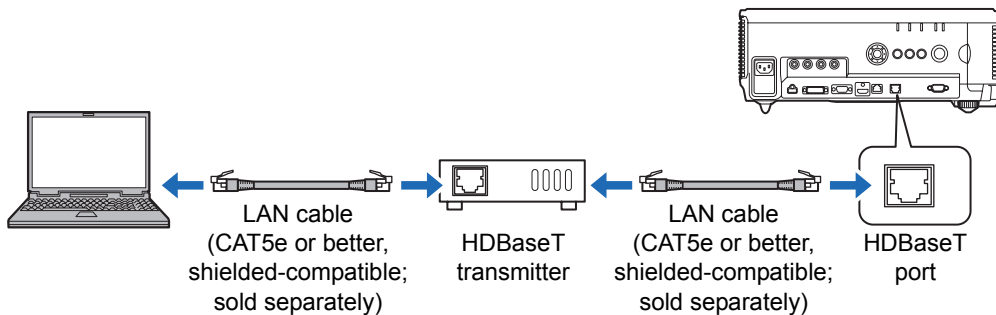 LAN cable
(CAT5e or better,
shielded-compatible;
sold separately)
HDBaseT
transmitter
LAN cable
(CAT5e or better,
shielded-compatible;
sold separately)
HDBaseT
port